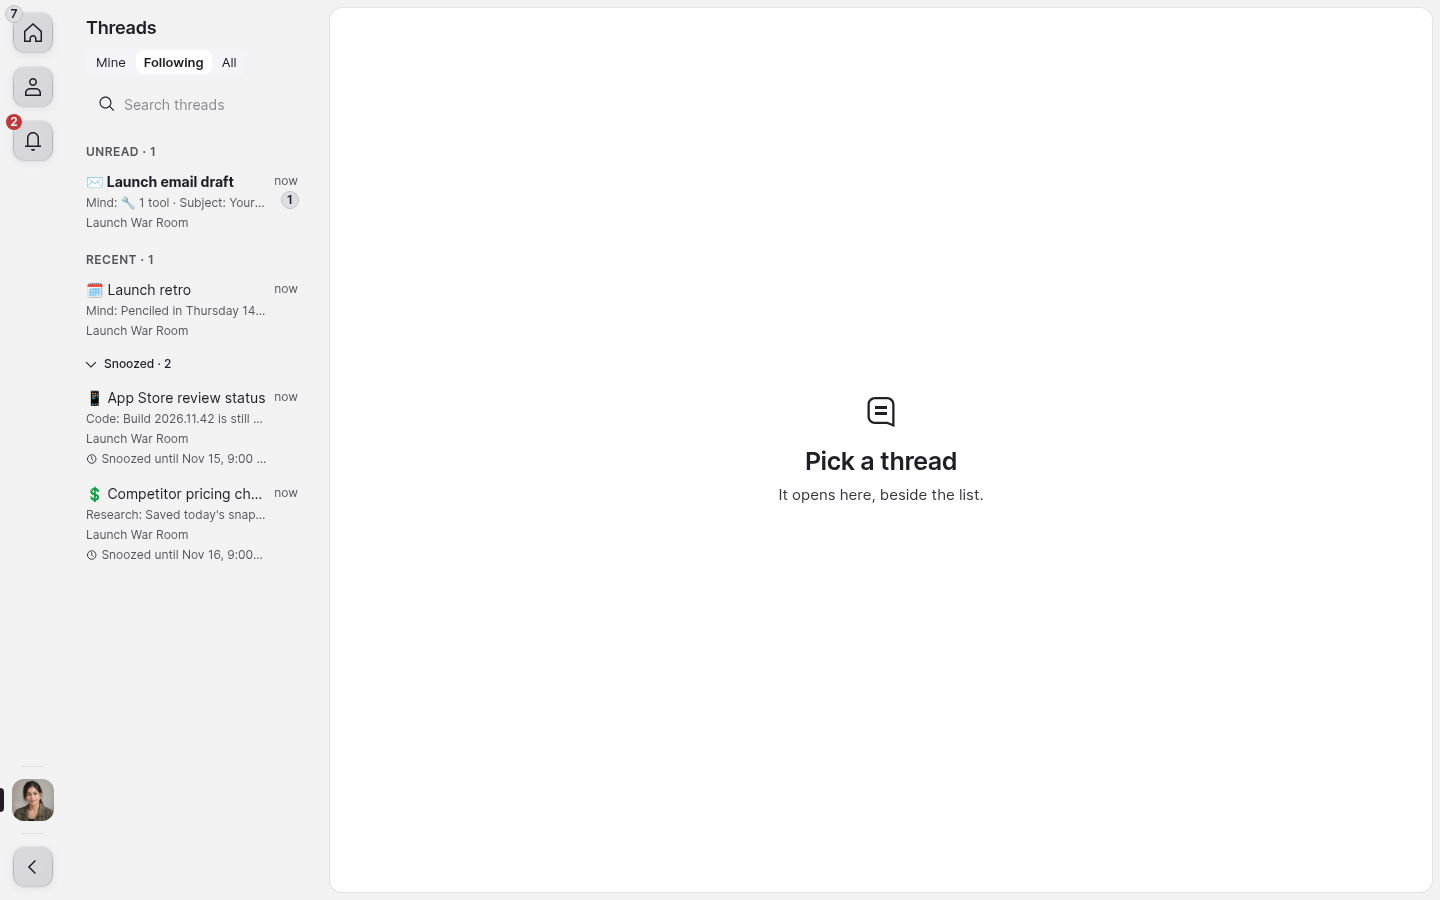 7
2
Threads
Mine Following All
Search threads
UNREAD · 1
✉️ Launch email draft now
Mind: 🔧 1 tool · Subject: Your... 1
Launch War Room
RECENT · 1
🗓️ Launch retro now
Mind: Penciled in Thursday 14...
Launch War Room
Snoozed · 2
📱 App Store review status now
Code: Build 2026.11.42 is still ...
Launch War Room
Snoozed until Nov 15, 9:00 ...
💲 Competitor pricing ch... now
Research: Saved today's snap...
Launch War Room
Snoozed until Nov 16, 9:00...
Pick a thread
It opens here, beside the list.